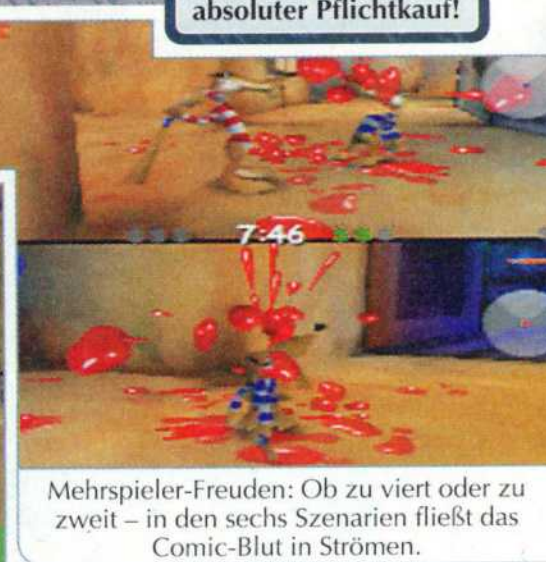 absoluter Pflichtkauf!
7:46
Mehrspieler-Freuden: Ob zu viert oder zu
zweit – in den sechs Szenarien fließt das
Comic-Blut in Strömen.